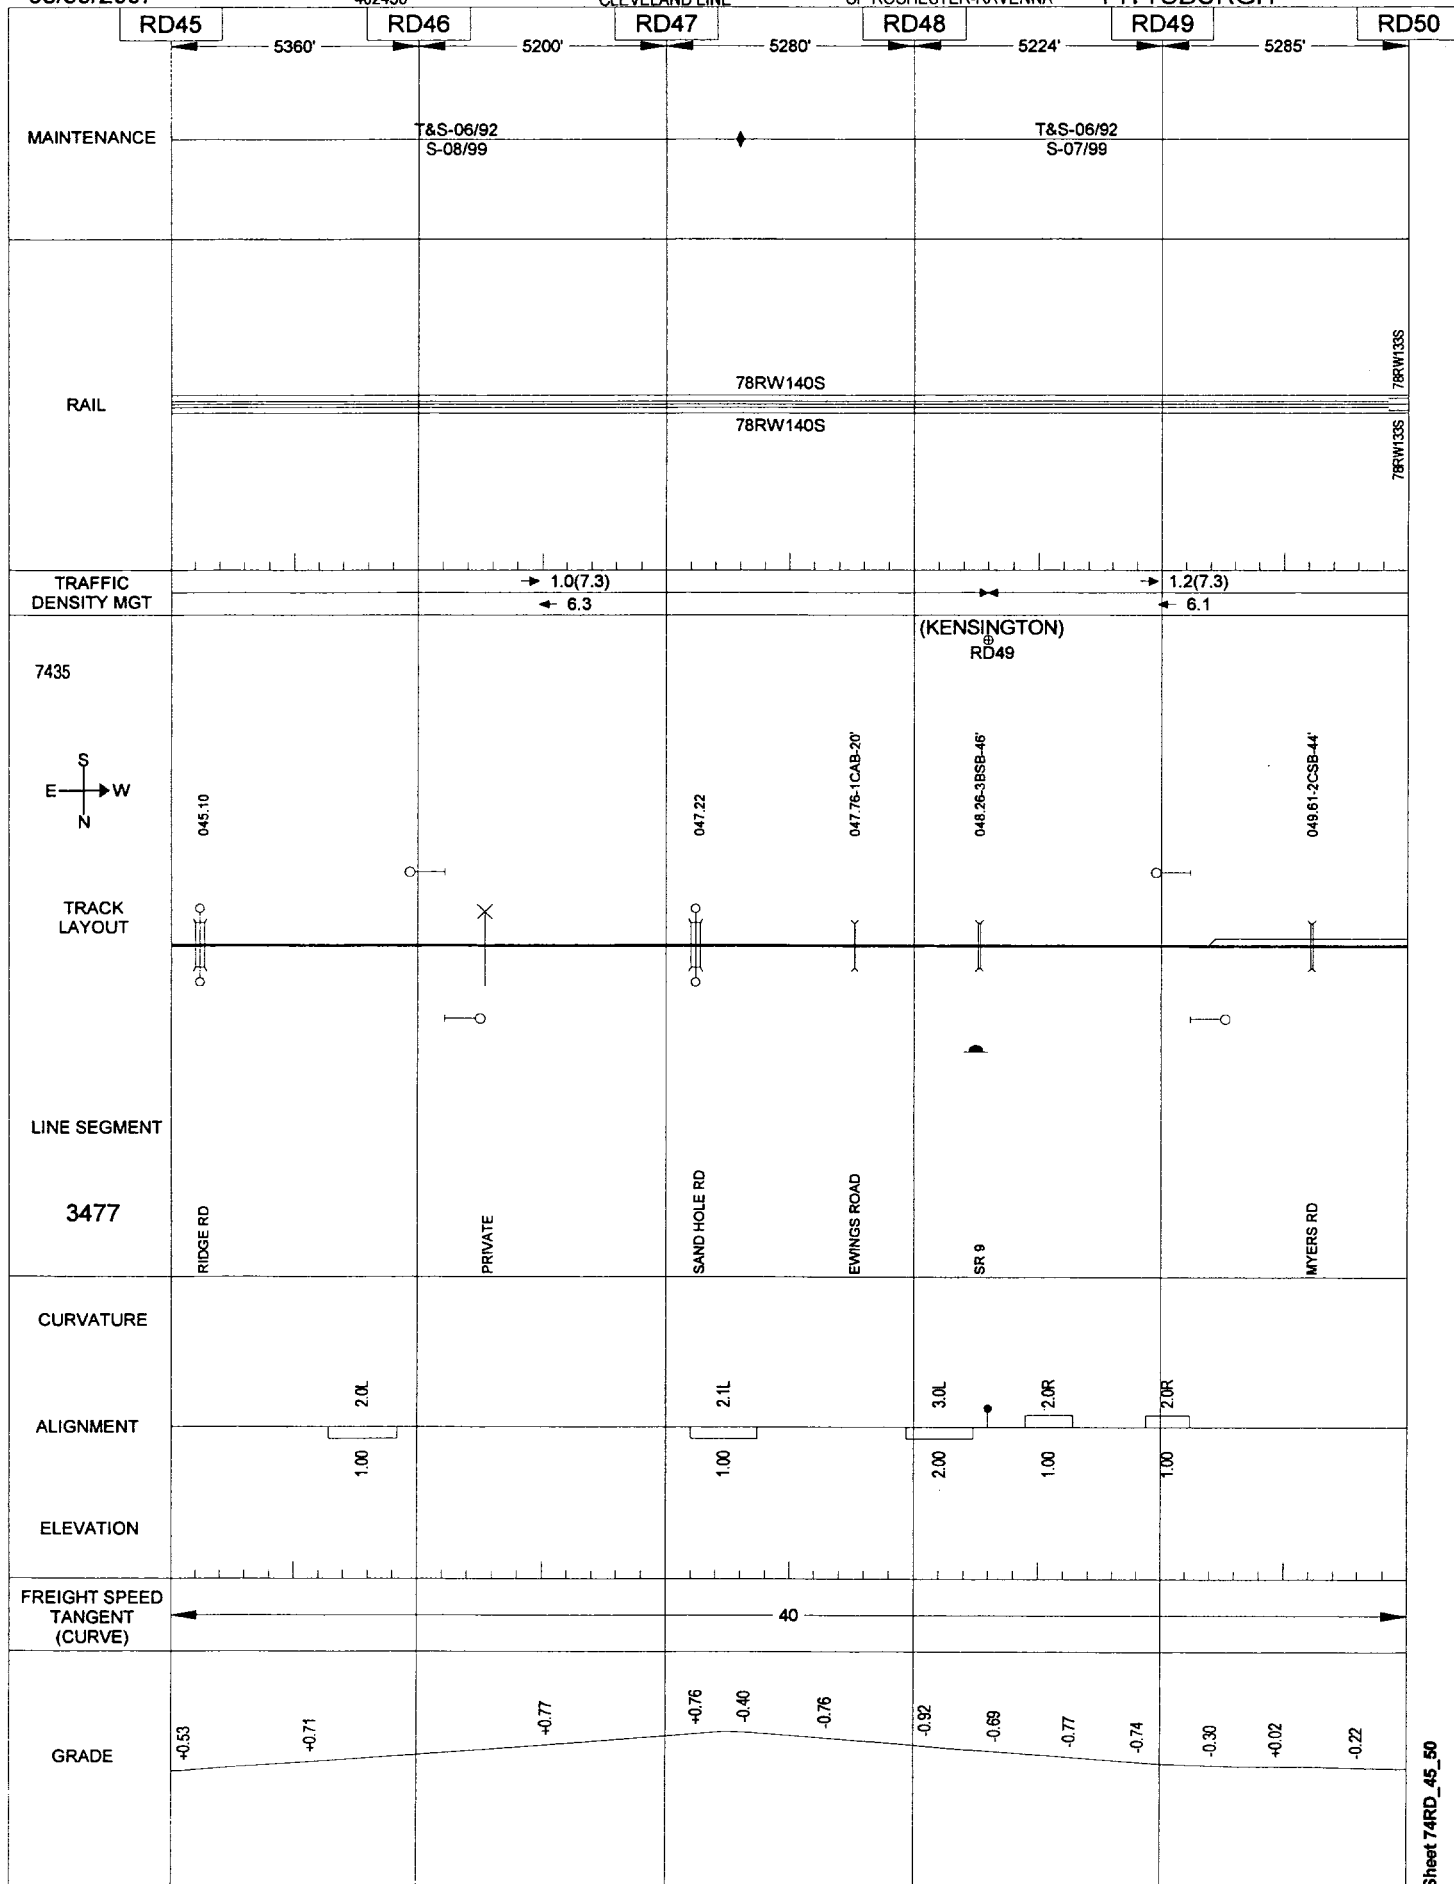 CLEVELAND LINE
RD45 RD46 RD47 RD48 RD49 RD50
5360' 5200' 5280' 5224' 5285'
MAINTENANCE
T&S-06/92 T&S-06/92
S-08/99 S-07/99
RAIL
78RW140S 78RW133S
78RW140S 78RW133S
TRAFFIC
DENSITY MGT
1.0(7.3) 1.2(7.3)
6.3 6.1
(KENSINGTON)
RD49
7435
S
E W
N
045.10
047.22
047.76-1CAB-20'
048.26-3BSB-46'
049.61-2CSB-44'
TRACK
LAYOUT
LINE SEGMENT
3477
RIDGE RD
PRIVATE
SAND HOLE RD
EWINGS ROAD
SR 9
MYERS RD
CURVATURE
2.0L 2.1L 3.0L 2.0R 2.0R
ALIGNMENT
1.00 1.00 2.00 1.00 1.00
ELEVATION
FREIGHT SPEED
TANGENT
(CURVE)
40
GRADE
+0.53 +0.71 +0.77 +0.76 -0.40 -0.76 -0.92 -0.69 -0.77 -0.74 -0.30 +0.02 -0.22
Sheet 74RD_45_50